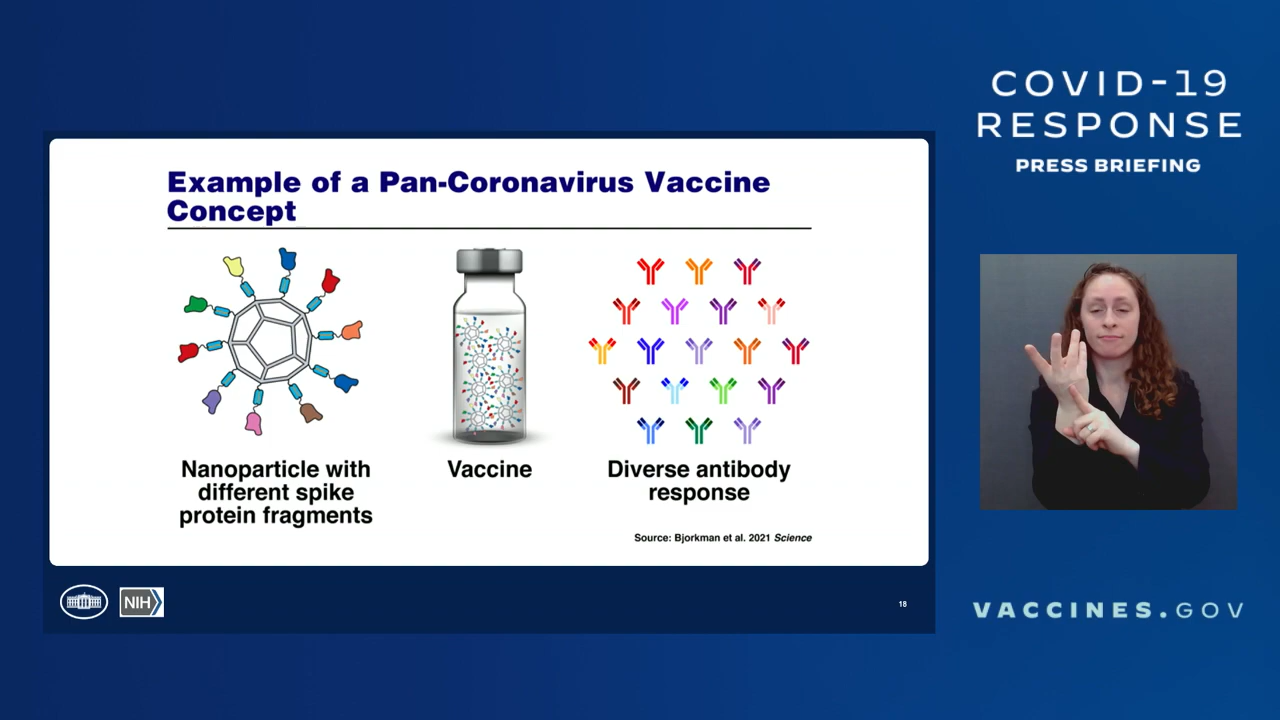 Example of a Pan-Coronavirus Vaccine
Concept
Nanoparticle with
different spike
protein fragments
Vaccine
Diverse antibody
response
Source: Bjorkman et al. 2021 Science
NIH
18
COVID-19
RESPONSE
PRESS BRIEFING
VACCINES.GOV